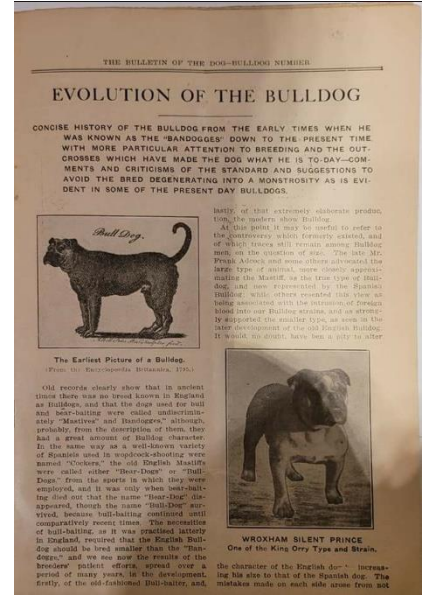 THE BULLETIN OF THE DOG—BULLDOG NUMBER
EVOLUTION OF THE BULLDOG
CONCISE HISTORY OF THE BULLDOG FROM THE EARLY TIMES WHEN HE
WAS KNOWN AS THE "BANDOGGES" DOWN TO THE PRESENT TIME
WITH MORE PARTICULAR ATTENTION TO BREEDING AND THE OUT-
CROSSES WHICH HAVE MADE THE DOG WHAT HE IS TO-DAY—COM-
MENTS AND CRITICISMS OF THE STANDARD AND SUGGESTIONS TO
AVOID THE BREED DEGENERATING INTO A MONSTROSITY AS IS EVI-
DENT IN SOME OF THE PRESENT DAY BULLDOGS.
Bull Dog.
The Earliest Picture of a Bulldog.
(From the Encyclopaedia Britannica,
Old records clearly show that in ancient
times there was no breed known in England
as Bulldogs, and that the dogs used for bull
and bear-baiting were called undiscrimin-
ately "Mastives" and Bandogges," although,
probably, from the description of them, they
had a great amount of Bulldog character.
In the same way as a well-known variety
of Spaniels used in woodcock-shooting were
named "Cockers," the old English Mastiffs
were called either "Bear-Dogs" or "Bull-
Dogs," from the sports in which they were
employed, and it was only when bear-bait-
ing died out that the name "Bear-Dog" dis-
appeared, though the name "Bull-Dog" sur-
vived, because bull-baiting continued until
comparatively recent times. The necessities
of bull-baiting, as it was practised latterly
in England, required that the English Bull-
dog should be bred smaller than the "Ban-
dogge," and we see now the results of the
breeders' patient efforts, spread over a
period of many years, in the development,
firstly, of the old-fashioned Bull-baiter, and,
lastly, of that extremely elaborate produc-
tion, the modern show Bulldog.
At this point it may be useful to refer to
the controversy which formerly existed, and
of which traces still remain among Bulldog
men, on the question of size. The late Mr.
Frank Adcock and some others advocated the
large type of animal, more closely approxi-
mating the Mastiff, as the true type of Bull-
dog, and now represented by the Spanish
Bulldog; while others resented this view as
being associated with the intrusion of foreign
blood into our Bulldog strains, and as strong-
ly supported the smaller type, as seen in the
later development of the old English Bulldog.
It would no doubt, have ben a pity to alter
WROXHAM SILENT PRINCE
One of the King Orry Type and Strain.
the character of the English dog increas-
ing his size to that of the Spanish dog. The
mistakes made on each side arose from not